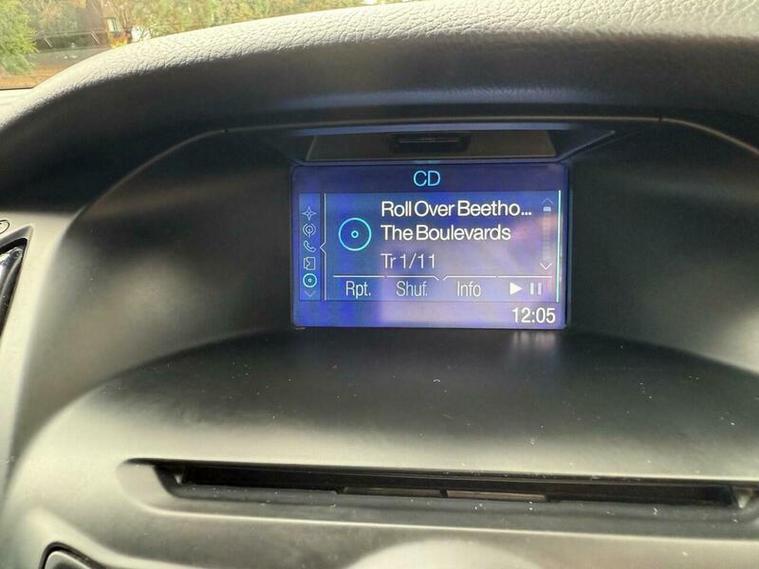 CD
Roll Over Beetho...
The Boulevards
Tr 1/11
Rpt. Shuf. Info
12:05